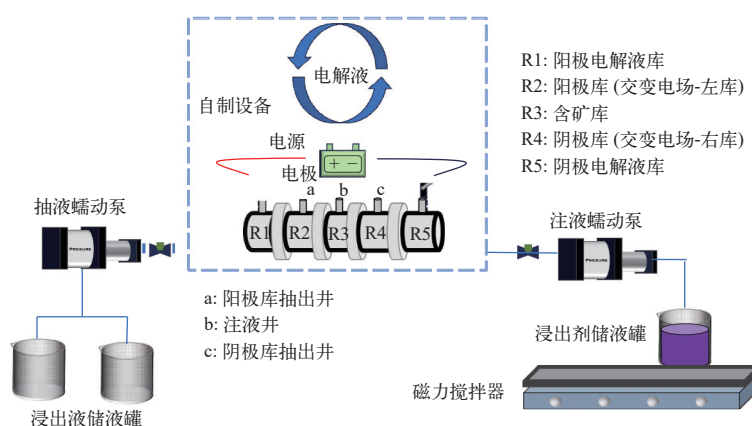 电解液
自制设备
电源
电极
a
b
c
R1
R2
R3
R4
R5
R1: 阳极电解液库
R2: 阳极库 (交变电场-左库)
R3: 含矿库
R4: 阴极库 (交变电场-右库)
R5: 阴极电解液库
抽液蠕动泵
PRESURE
注液蠕动泵
PRESURE
a: 阳极库抽出井
b: 注液井
c: 阴极库抽出井
浸出剂储液罐
磁力搅拌器
浸出液储液罐